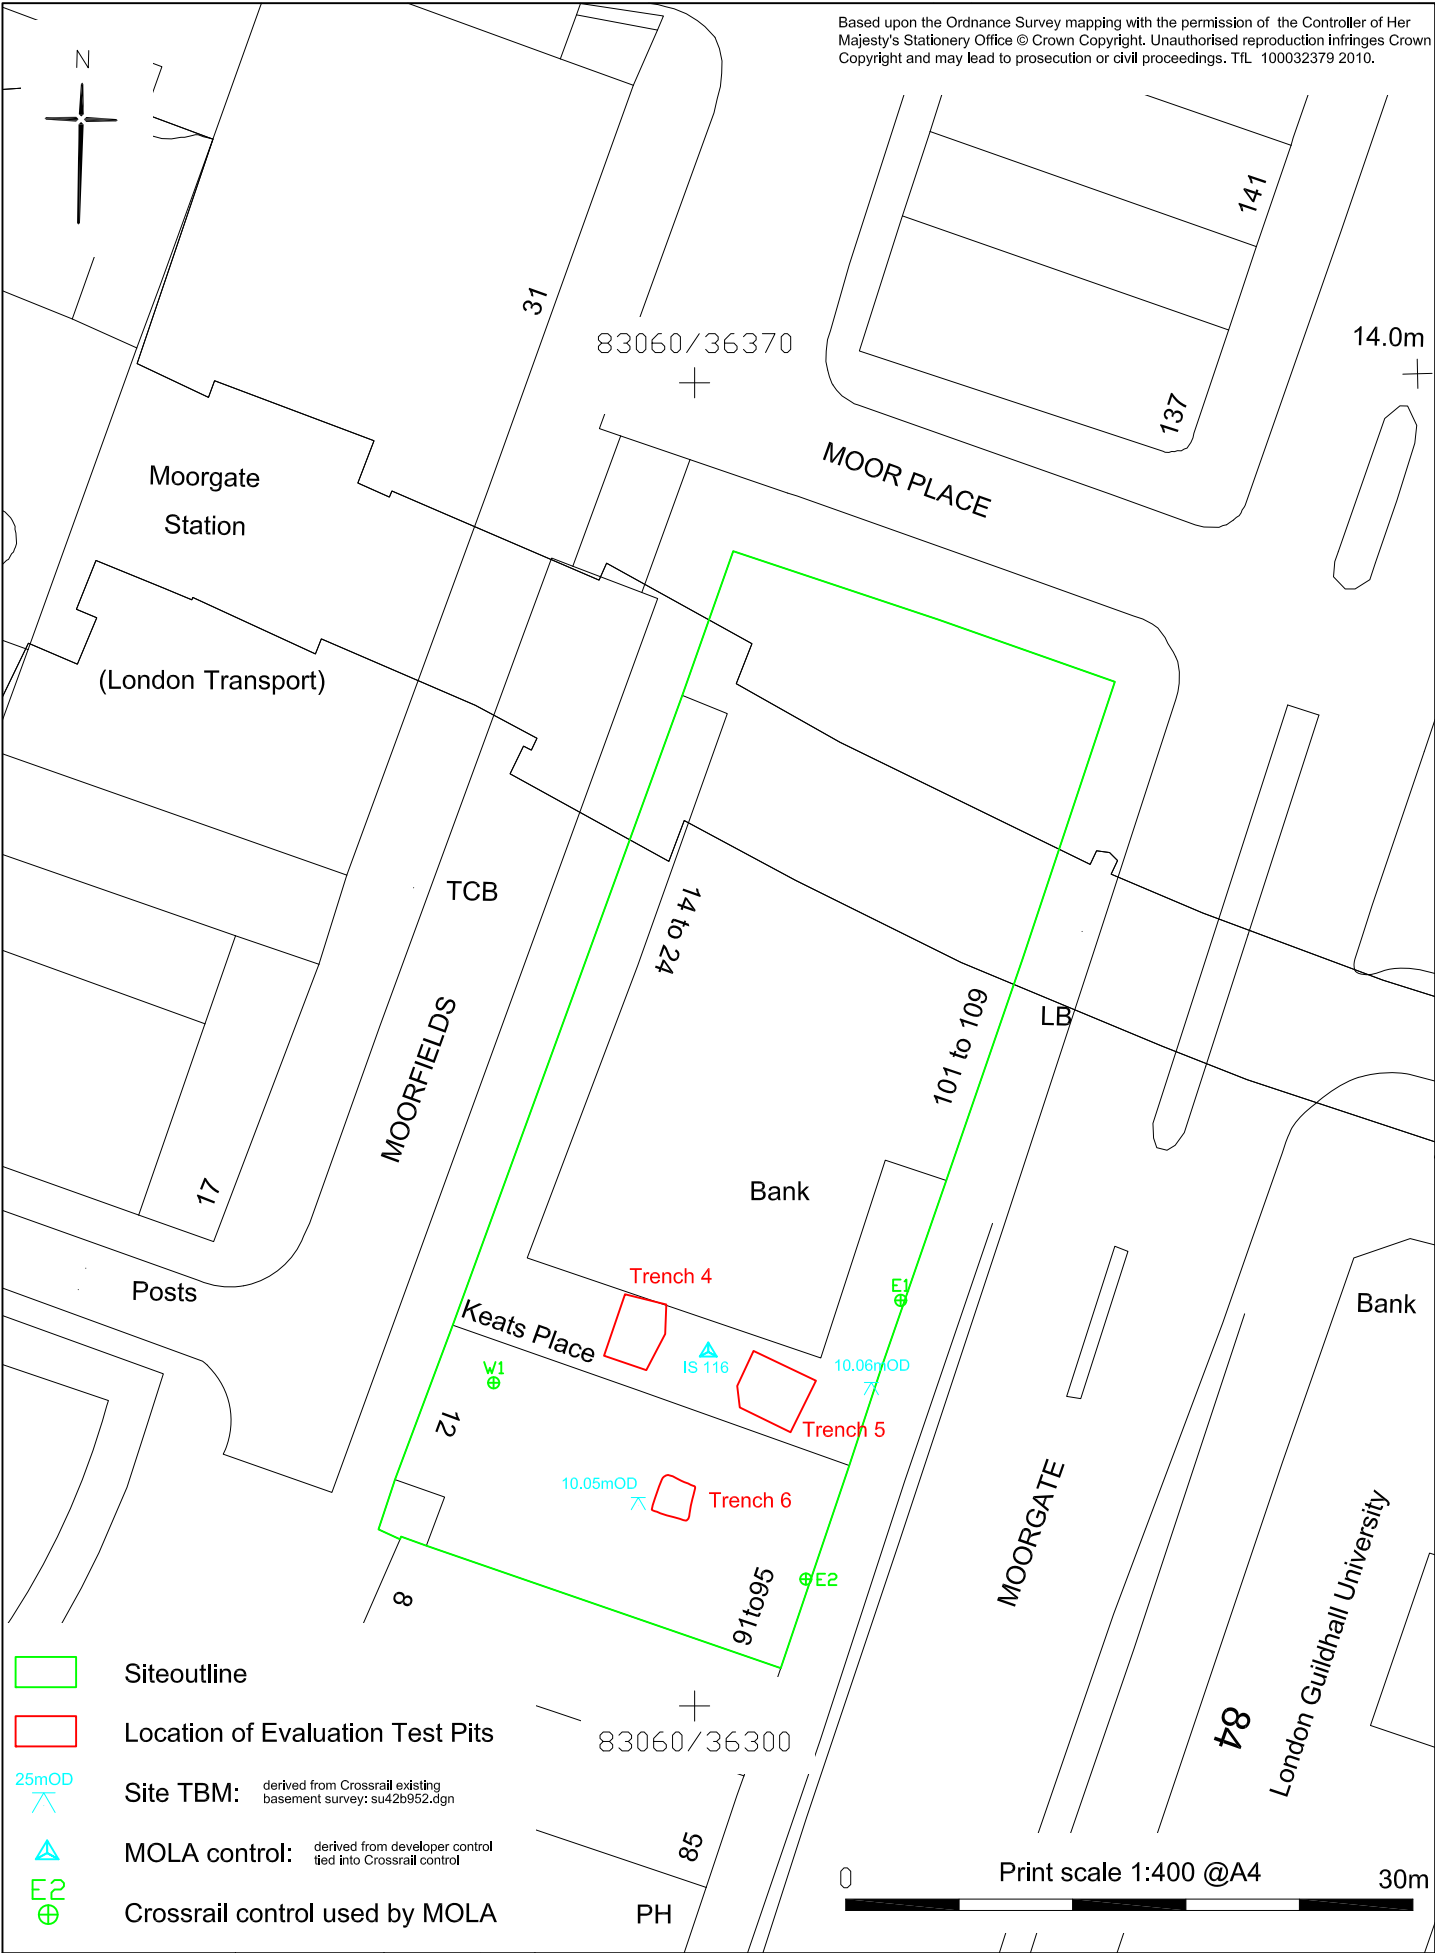 Based upon the Ordnance Survey mapping with the permission of the Controller of Her
Majesty's Stationery Office © Crown Copyright. Unauthorised reproduction infringes Crown
Copyright and may lead to prosecution or civil proceedings. TfL 100032379 2010.
N
141
31
83060/36370
14.0m
137
MOOR PLACE
Moorgate
Station
(London Transport)
TCB
14 to 24
MOORFIELDS
101 to 109
LB
17
Bank
Posts
Trench 4
E1
Bank
Keats Place
IS 116
10.06mOD
W1
12
Trench 5
10.05mOD
Trench 6
MOORGATE
London Guildhall University
E2
91to95
8
84
83060/36300
85
PH
Siteoutline
Location of Evaluation Test Pits
25mOD
Site TBM:
derived from Crossrail existing
basement survey: su42b952.dgn
MOLA control:
derived from developer control
tied into Crossrail control
E2
Crossrail control used by MOLA
Print scale 1:400 @A4
0
30m